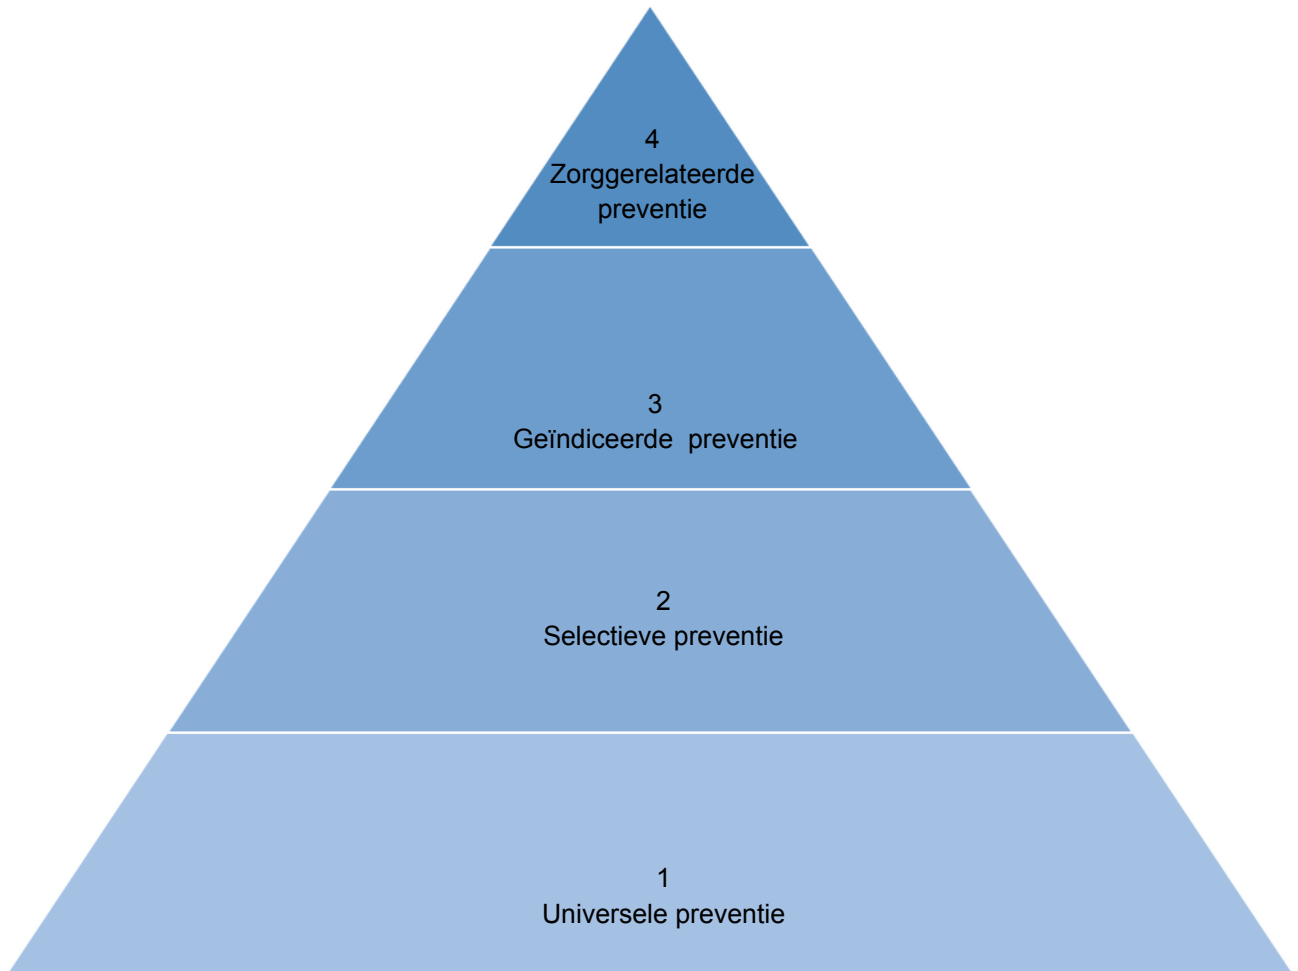 4
Zorggerelateerde
preventie
3
Geïndiceerde  preventie
2
Selectieve preventie
1
Universele preventie